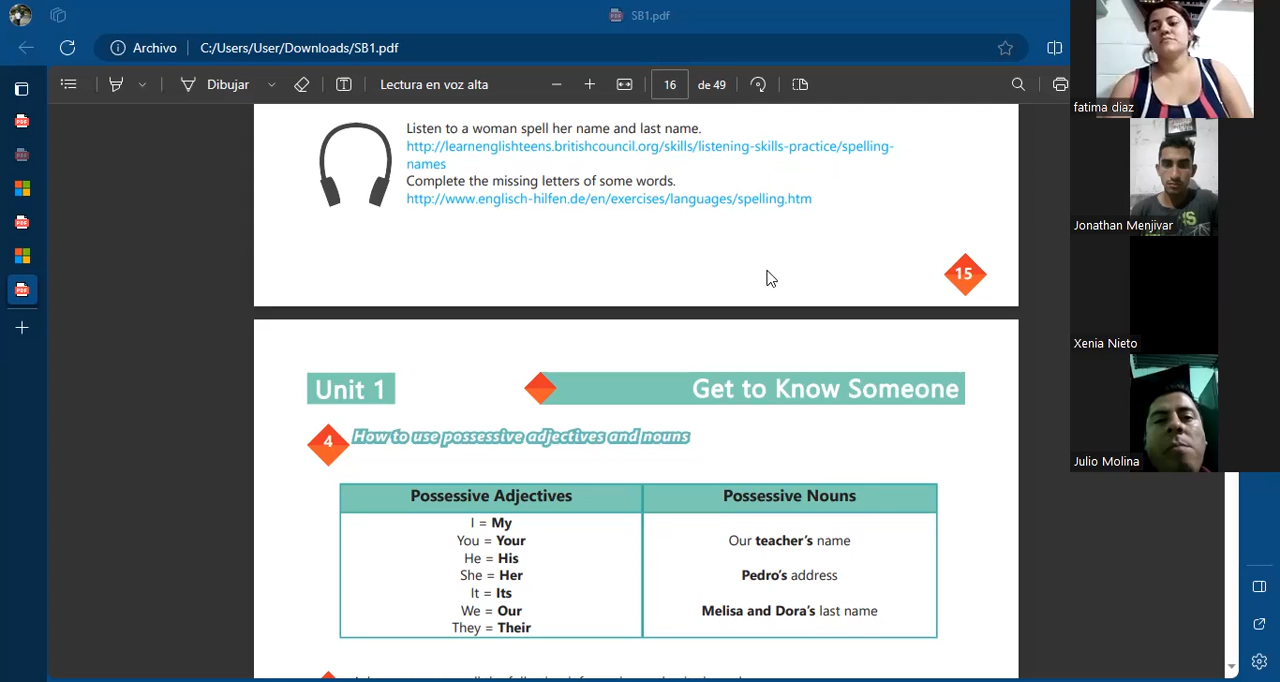 SB1.pdf
Archivo C:/Users/User/Downloads/SB1.pdf
Dibujar Lectura en voz alta 16 de 49
Listen to a woman spell her name and last name.
http://learnenglishteens.britishcouncil.org/skills/listening-skills-practice/spelling-
names
Complete the missing letters of some words.
http://www.englisch-hilfen.de/en/exercises/languages/spelling.htm
15
Unit 1 Get to Know Someone
4 How to use possessive adjectives and nouns
Possessive Adjectives Possessive Nouns
I = My
You = Your
He = His
She = Her
It = Its
We = Our
They = Their
Our teacher's name
Pedro's address
Melisa and Dora's last name
fatima diaz
Jonathan Menjivar
Xenia Nieto
Julio Molina